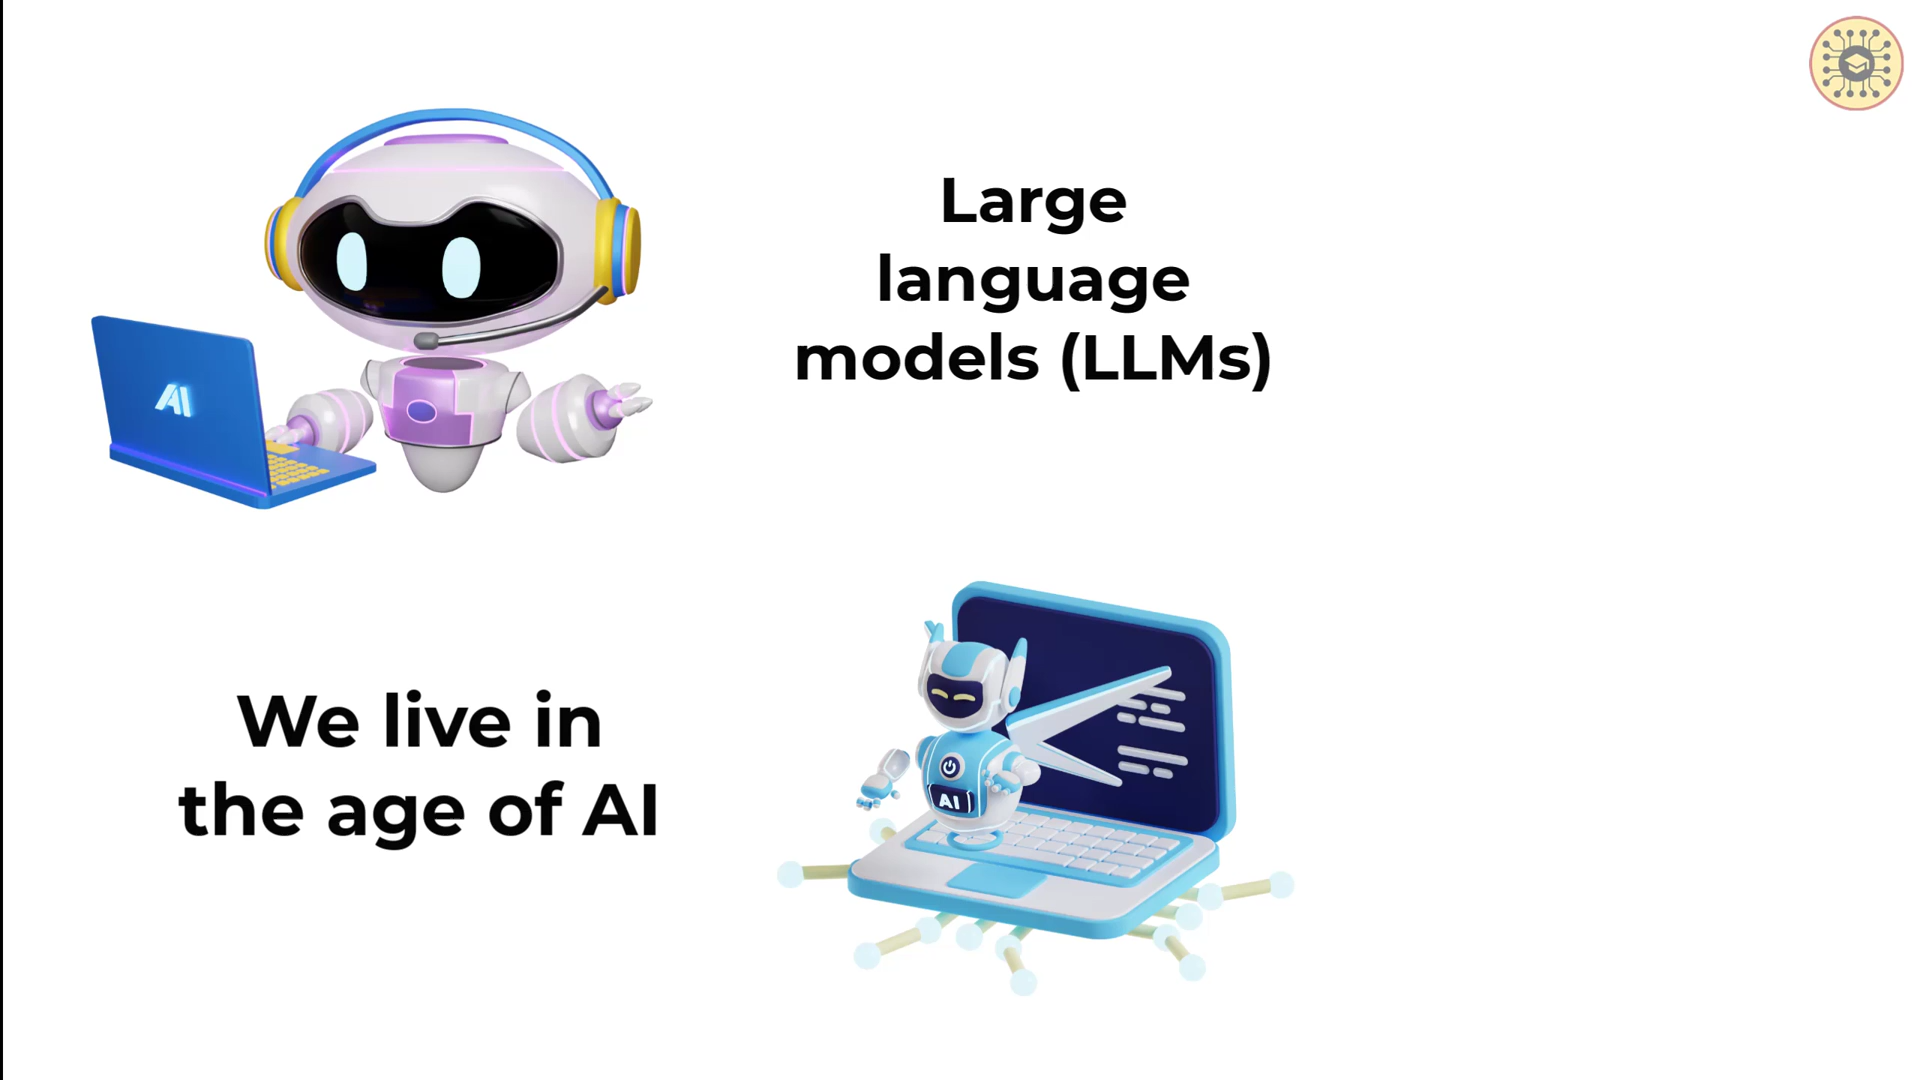 Large
language
models (LLMs)
AI
We live in
the age of AI
AI